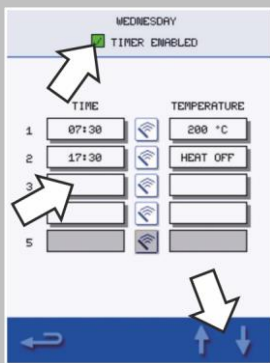 WEDNESDAY
TIMER ENABLED
TIME TEMPERATURE
1 07:30 200 °C
2 17:30 HEAT OFF
3
5